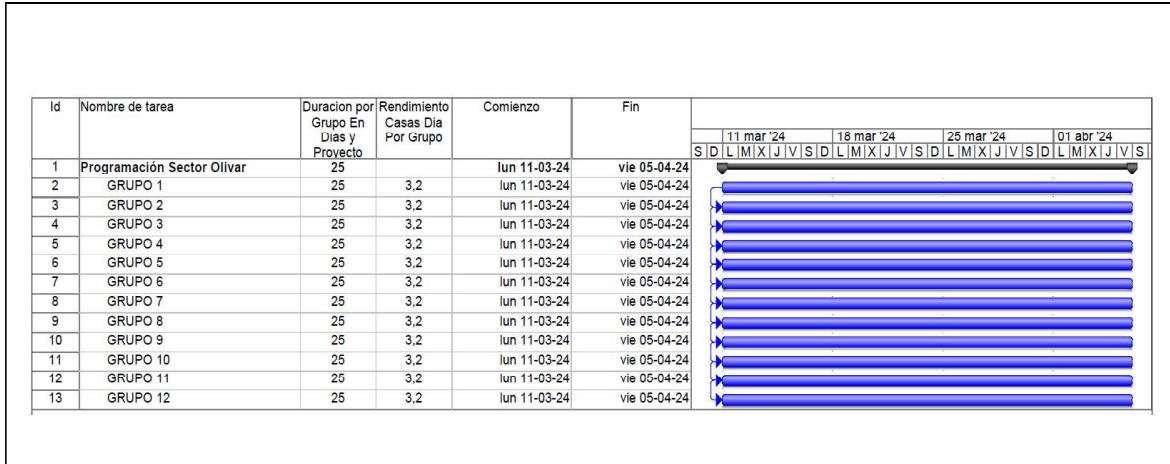 Id Nombre de tarea Duracion por Grupo En Dias y Proyecto Rendimiento Casas Dia Por Grupo Comienzo Fin
11 mar '24 18 mar '24 25 mar '24 01 abr '24
S D L M X J V S D L M X J V S D L M X J V S D L M X J V S
1 Programación Sector Olivar 25 lun 11-03-24 vie 05-04-24
2 GRUPO 1 25 3,2 lun 11-03-24 vie 05-04-24
3 GRUPO 2 25 3,2 lun 11-03-24 vie 05-04-24
4 GRUPO 3 25 3,2 lun 11-03-24 vie 05-04-24
5 GRUPO 4 25 3,2 lun 11-03-24 vie 05-04-24
6 GRUPO 5 25 3,2 lun 11-03-24 vie 05-04-24
7 GRUPO 6 25 3,2 lun 11-03-24 vie 05-04-24
8 GRUPO 7 25 3,2 lun 11-03-24 vie 05-04-24
9 GRUPO 8 25 3,2 lun 11-03-24 vie 05-04-24
10 GRUPO 9 25 3,2 lun 11-03-24 vie 05-04-24
11 GRUPO 10 25 3,2 lun 11-03-24 vie 05-04-24
12 GRUPO 11 25 3,2 lun 11-03-24 vie 05-04-24
13 GRUPO 12 25 3,2 lun 11-03-24 vie 05-04-24